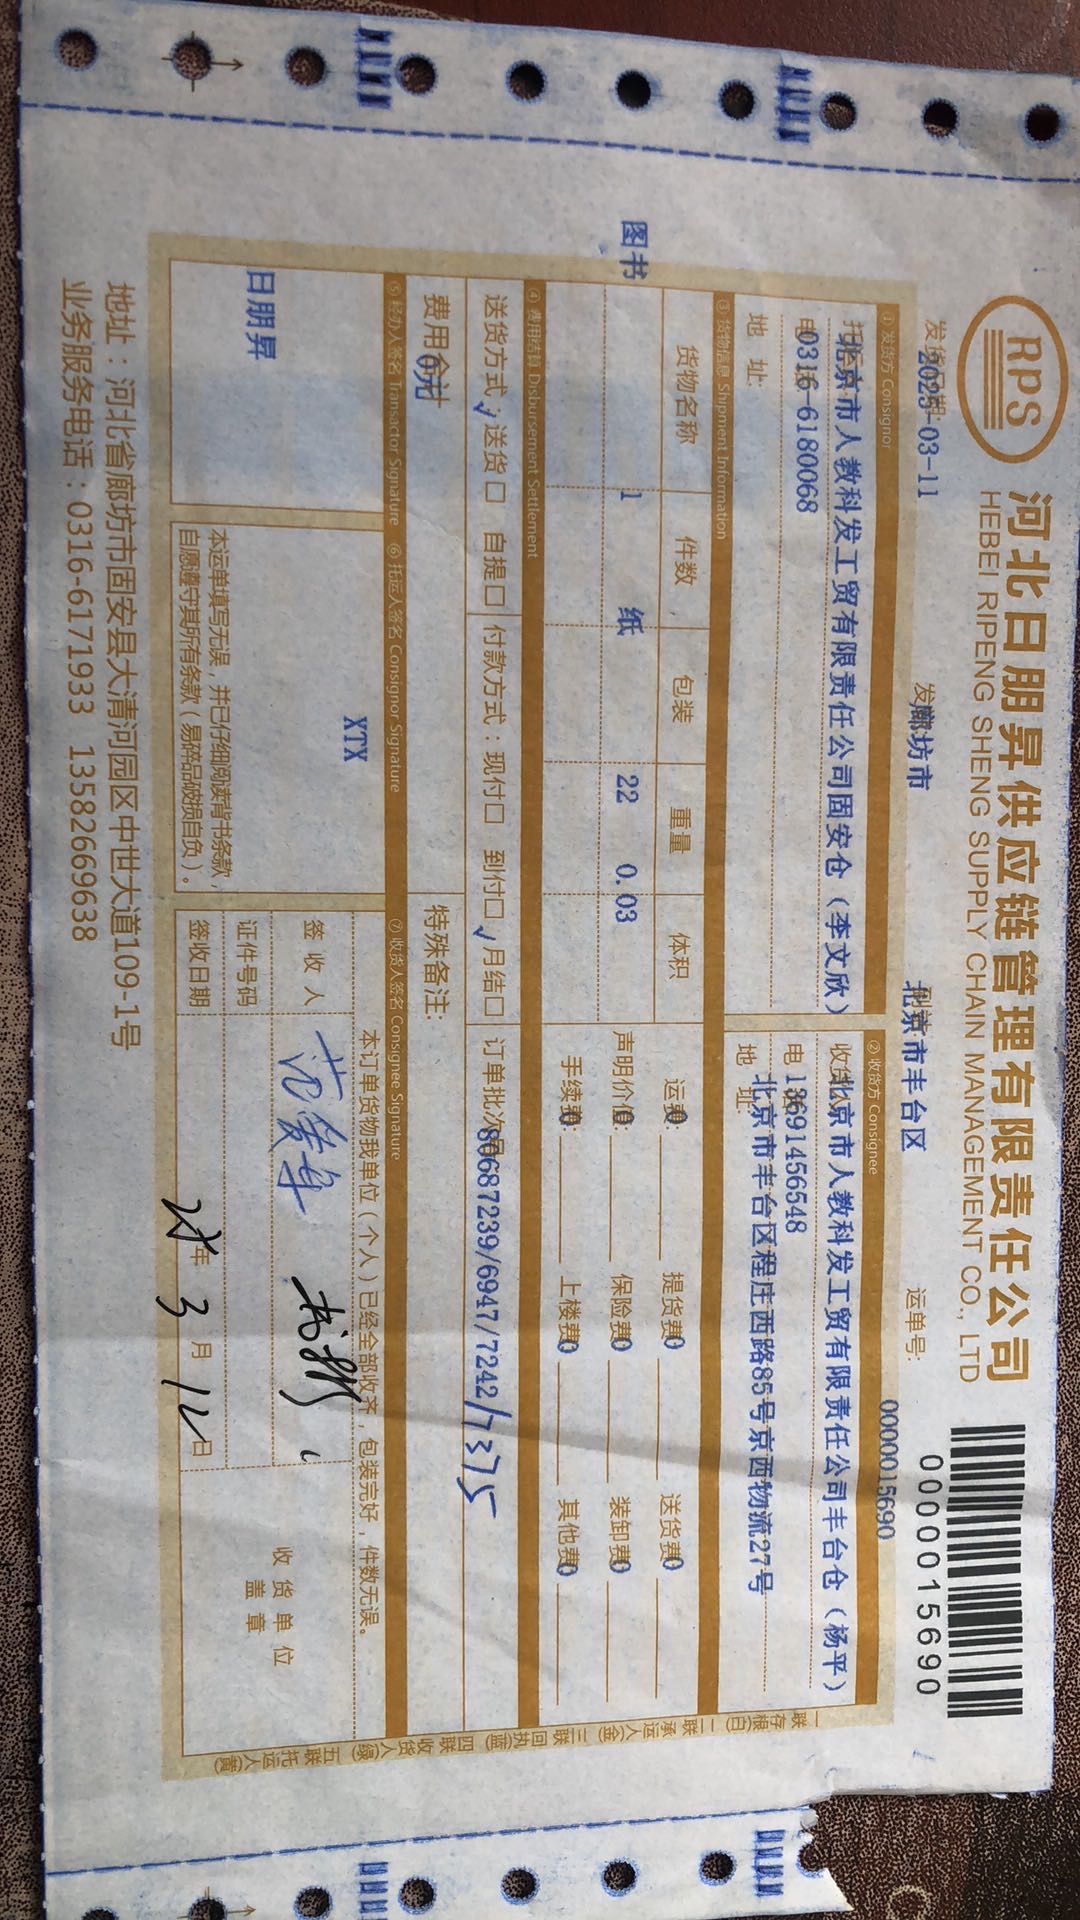 RPS
河北日朋昇供应链管理有限责任公司
HEBEI RIPENG SHENG SUPPLY CHAIN MANAGEMENT CO., LTD
0000015690
2025-03-11 廊坊市 北京市丰台区 运单号: 0000015690
① 发货方 Consignor
北京市人教科发工贸有限责任公司固安仓（李文欣）
电 0316-6180068
地 址:
② 收货方 Consignee
北京市人教科发工贸有限责任公司丰台仓（杨平）
电 13691456548
地 址: 北京市丰台区程庄西路85号京西物流27号
③ 货物信息 Shipment Information
货物名称 件数 包装 重量 体积
图书 1 纸 22 0.03
运费: 0 提货费 0 送货费 0
声明价值: 0 保险费 0 装卸费 0
手续费: 0 上楼费 0 其他费 0
④ 费用结算 Disbursement Settlement
送货方式: ✓送货□ 自提□ 付款方式: 现付□ 到付□ ✓月结□ 订单批次号 80687239/6947/7242/7375
费用合计 0元
特殊备注:
⑤ 经办人签名 Transactor Signature
日朋昇
⑥ 托运人签名 Consignor Signature
XTX
本运单填写无误，并已仔细阅读背书条款，
自愿遵守其所有条款（易碎品破损自负）。
⑦ 收货人签名 Consignee Signature
本订单货物我单位（个人）已经全部收齐，包装完好，件数无误。
签收人
证件号码
签收日期 25年 3月 12日
收货单位
盖章
一联存根(白) 二联承运人(金) 三联回执(蓝) 四联收货人(绿) 五联托运人(黄)
地址：河北省廊坊市固安县大清河园区中世大道109-1号
业务服务电话：0316-6171933 13582669638